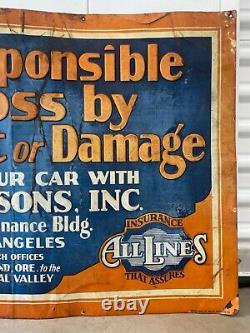 ponsible
oss by
t or Damage
UR CAR WITH
SONS, INC.
nance Bldg.
ANGELES
CH OFFICES
ND, ORE. to the
AL VALLEY
INSURANCE
ALL LINES
THAT ASSURES